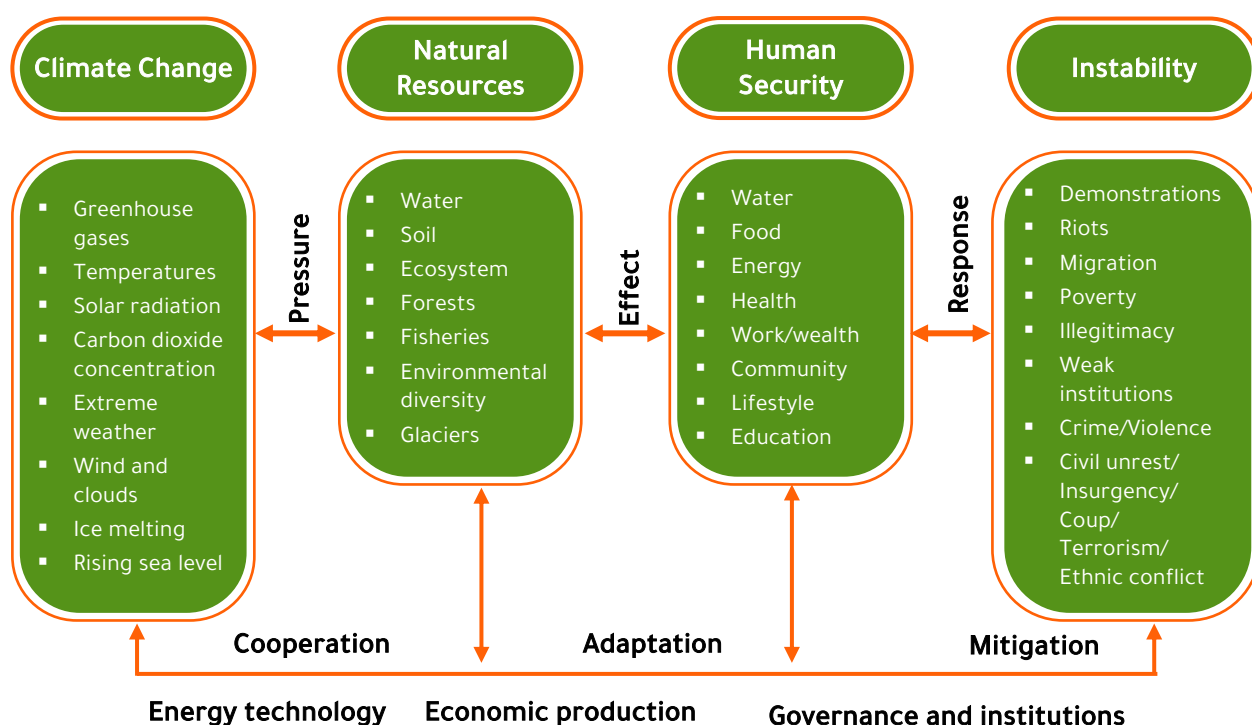 Climate Change
Natural
Resources
Human
Security
Instability
Greenhouse
gases
Temperatures
Solar radiation
Carbon dioxide
concentration
Extreme
weather
Wind and
clouds
Ice melting
Rising sea level
Pressure
Water
Soil
Ecosystem
Forests
Fisheries
Environmental
diversity
Glaciers
Effect
Water
Food
Energy
Health
Work/wealth
Community
Lifestyle
Education
Response
Demonstrations
Riots
Migration
Poverty
Illegitimacy
Weak
institutions
Crime/Violence
Civil unrest/
Insurgency/
Coup/
Terrorism/
Ethnic conflict
Cooperation
Adaptation
Mitigation
Energy technology
Economic production
Governance and institutions